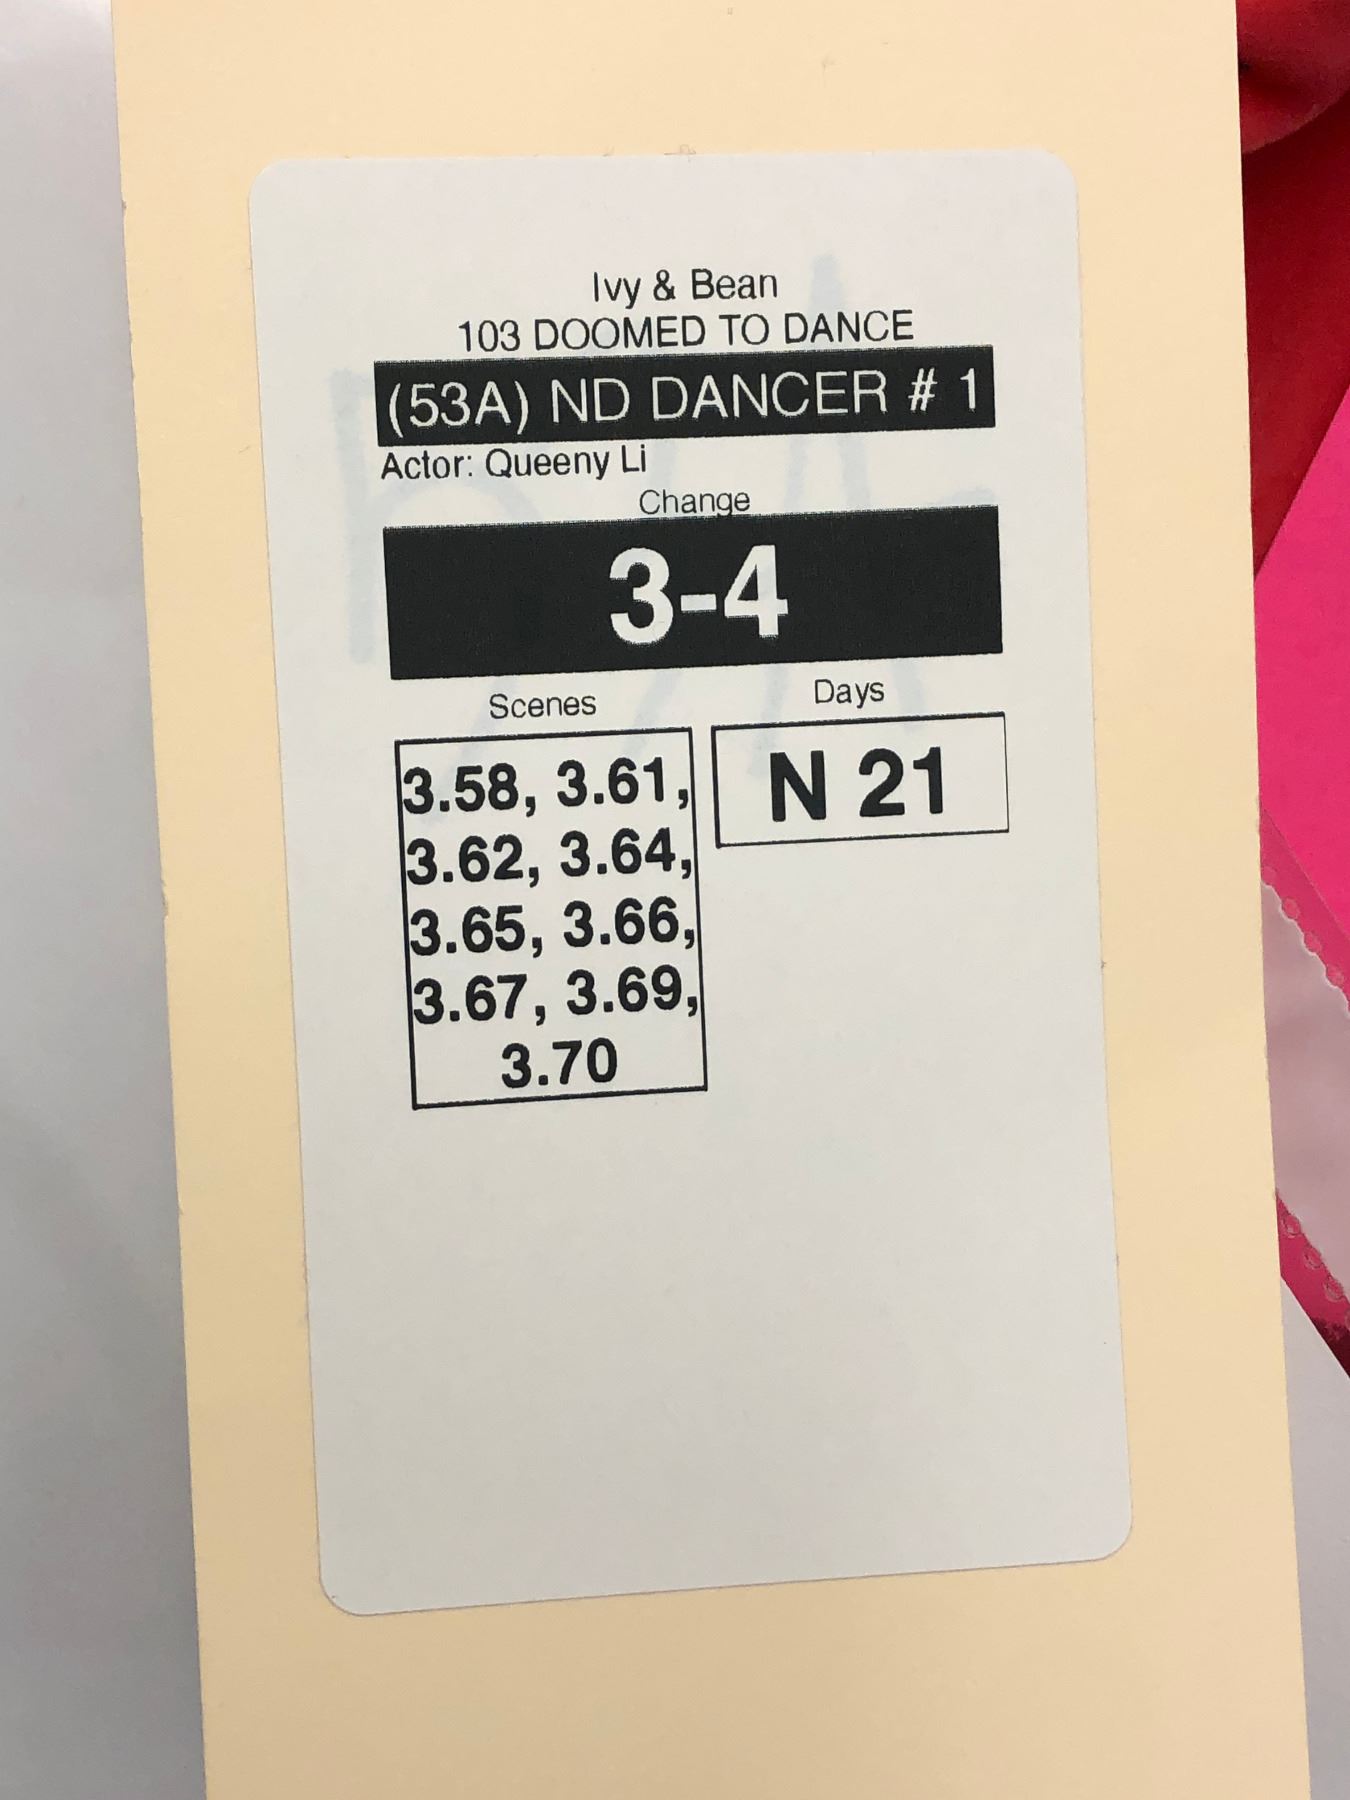 Ivy & Bean
103 DOOMED TO DANCE
(53A) ND DANCER # 1
Actor: Queeny Li
Change
3-4
Scenes
3.58, 3.61,
3.62, 3.64,
3.65, 3.66,
3.67, 3.69,
3.70
Days
N 21